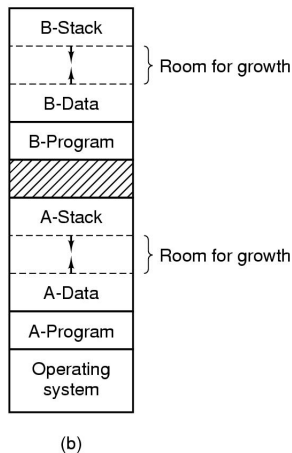 B-Stack
Room for growth
B-Data
B-Program
A-Stack
Room for growth
A-Data
A-Program
Operating
system
(b)